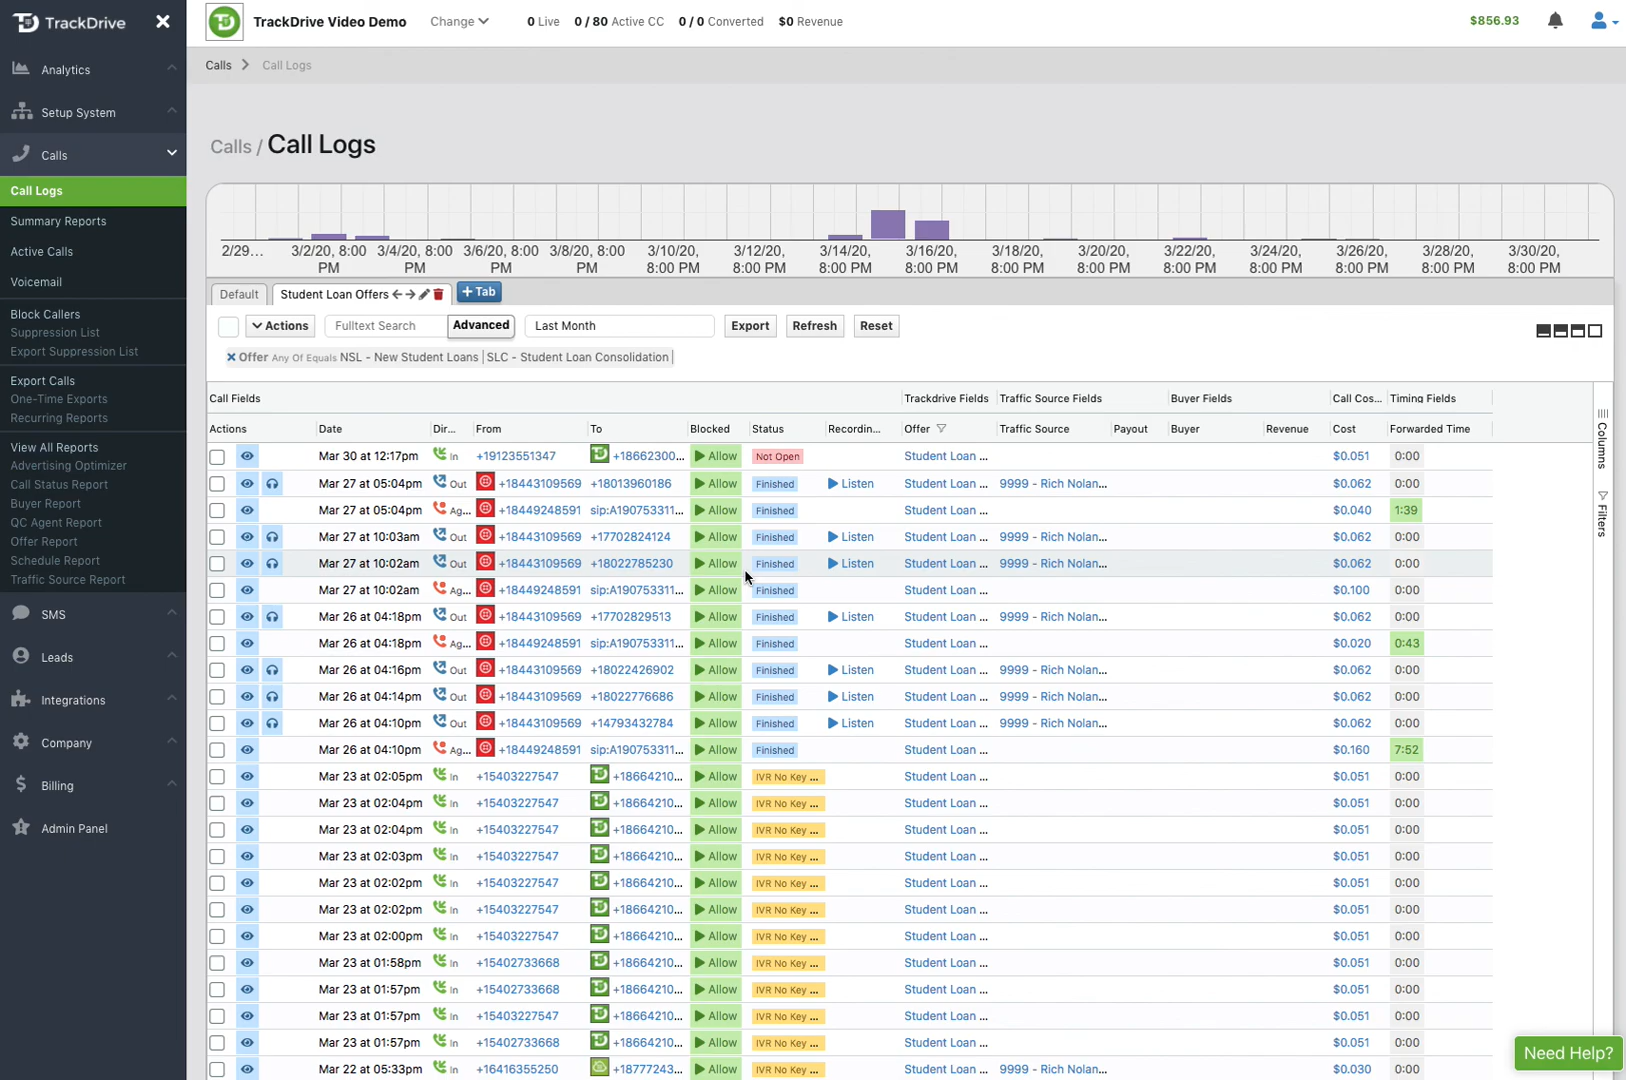 TrackDrive
TrackDrive Video Demo Change 0 Live 0 / 80 Active CC 0 / 0 Converted $0 Revenue $856.93
Analytics
Setup System
Calls
Call Logs
Summary Reports
Active Calls
Voicemail
Block Callers
Suppression List
Export Suppression List
Export Calls
One-Time Exports
Recurring Reports
View All Reports
Advertising Optimizer
Call Status Report
Buyer Report
QC Agent Report
Offer Report
Schedule Report
Traffic Source Report
SMS
Leads
Integrations
Company
Billing
Admin Panel
Calls Call Logs
Calls / Call Logs
2/29... 3/2/20, 8:00 PM 3/4/20, 8:00 PM 3/6/20, 8:00 PM 3/8/20, 8:00 PM 3/10/20, 8:00 PM 3/12/20, 8:00 PM 3/14/20, 8:00 PM 3/16/20, 8:00 PM 3/18/20, 8:00 PM 3/20/20, 8:00 PM 3/22/20, 8:00 PM 3/24/20, 8:00 PM 3/26/20, 8:00 PM 3/28/20, 8:00 PM 3/30/20, 8:00 PM
Default Student Loan Offers + Tab
Actions Fulltext Search Advanced Last Month Export Refresh Reset
Offer Any Of Equals NSL - New Student Loans | SLC - Student Loan Consolidation |
Call Fields Trackdrive Fields Traffic Source Fields Buyer Fields Call Cos... Timing Fields
Actions Date Dir... From To Blocked Status Recordin... Offer Traffic Source Payout Buyer Revenue Cost Forwarded Time
Mar 30 at 12:17pm In +19123551347 +18662300... Allow Not Open Student Loan ... $0.051 0:00
Mar 27 at 05:04pm Out +18443109569 +18013960186 Allow Finished Listen Student Loan ... 9999 - Rich Nolan... $0.062 0:00
Mar 27 at 05:04pm Ag... +18449248591 sip:A190753311... Allow Finished Student Loan ... $0.040 1:39
Mar 27 at 10:03am Out +18443109569 +17702824124 Allow Finished Listen Student Loan ... 9999 - Rich Nolan... $0.062 0:00
Mar 27 at 10:02am Out +18443109569 +18022785230 Allow Finished Listen Student Loan ... 9999 - Rich Nolan... $0.062 0:00
Mar 27 at 10:02am Ag... +18449248591 sip:A190753311... Allow Finished Student Loan ... $0.100 0:00
Mar 26 at 04:18pm Out +18443109569 +17702829513 Allow Finished Listen Student Loan ... 9999 - Rich Nolan... $0.062 0:00
Mar 26 at 04:18pm Ag... +18449248591 sip:A190753311... Allow Finished Student Loan ... $0.020 0:43
Mar 26 at 04:16pm Out +18443109569 +18022426902 Allow Finished Listen Student Loan ... 9999 - Rich Nolan... $0.062 0:00
Mar 26 at 04:14pm Out +18443109569 +18022776686 Allow Finished Listen Student Loan ... 9999 - Rich Nolan... $0.062 0:00
Mar 26 at 04:10pm Out +18443109569 +14793432784 Allow Finished Listen Student Loan ... 9999 - Rich Nolan... $0.062 0:00
Mar 26 at 04:10pm Ag... +18449248591 sip:A190753311... Allow Finished Student Loan ... $0.160 7:52
Mar 23 at 02:05pm In +15403227547 +18664210... Allow IVR No Key ... Student Loan ... $0.051 0:00
Mar 23 at 02:04pm In +15403227547 +18664210... Allow IVR No Key ... Student Loan ... $0.051 0:00
Mar 23 at 02:04pm In +15403227547 +18664210... Allow IVR No Key ... Student Loan ... $0.051 0:00
Mar 23 at 02:03pm In +15403227547 +18664210... Allow IVR No Key ... Student Loan ... $0.051 0:00
Mar 23 at 02:02pm In +15403227547 +18664210... Allow IVR No Key ... Student Loan ... $0.051 0:00
Mar 23 at 02:02pm In +15403227547 +18664210... Allow IVR No Key ... Student Loan ... $0.051 0:00
Mar 23 at 02:00pm In +15403227547 +18664210... Allow IVR No Key ... Student Loan ... $0.051 0:00
Mar 23 at 01:58pm In +15402733668 +18664210... Allow IVR No Key ... Student Loan ... $0.051 0:00
Mar 23 at 01:57pm In +15402733668 +18664210... Allow IVR No Key ... Student Loan ... $0.051 0:00
Mar 23 at 01:57pm In +15403227547 +18664210... Allow IVR No Key ... Student Loan ... $0.051 0:00
Mar 23 at 01:57pm In +15402733668 +18664210... Allow IVR No Key ... Student Loan ... $0.051 0:00
Mar 22 at 05:33pm In +16416355250 +18777243... Allow IVR No Key ... Student Loan ... 9999 - Rich Nolan... $0.030 0:00
Columns
Filters
Need Help?